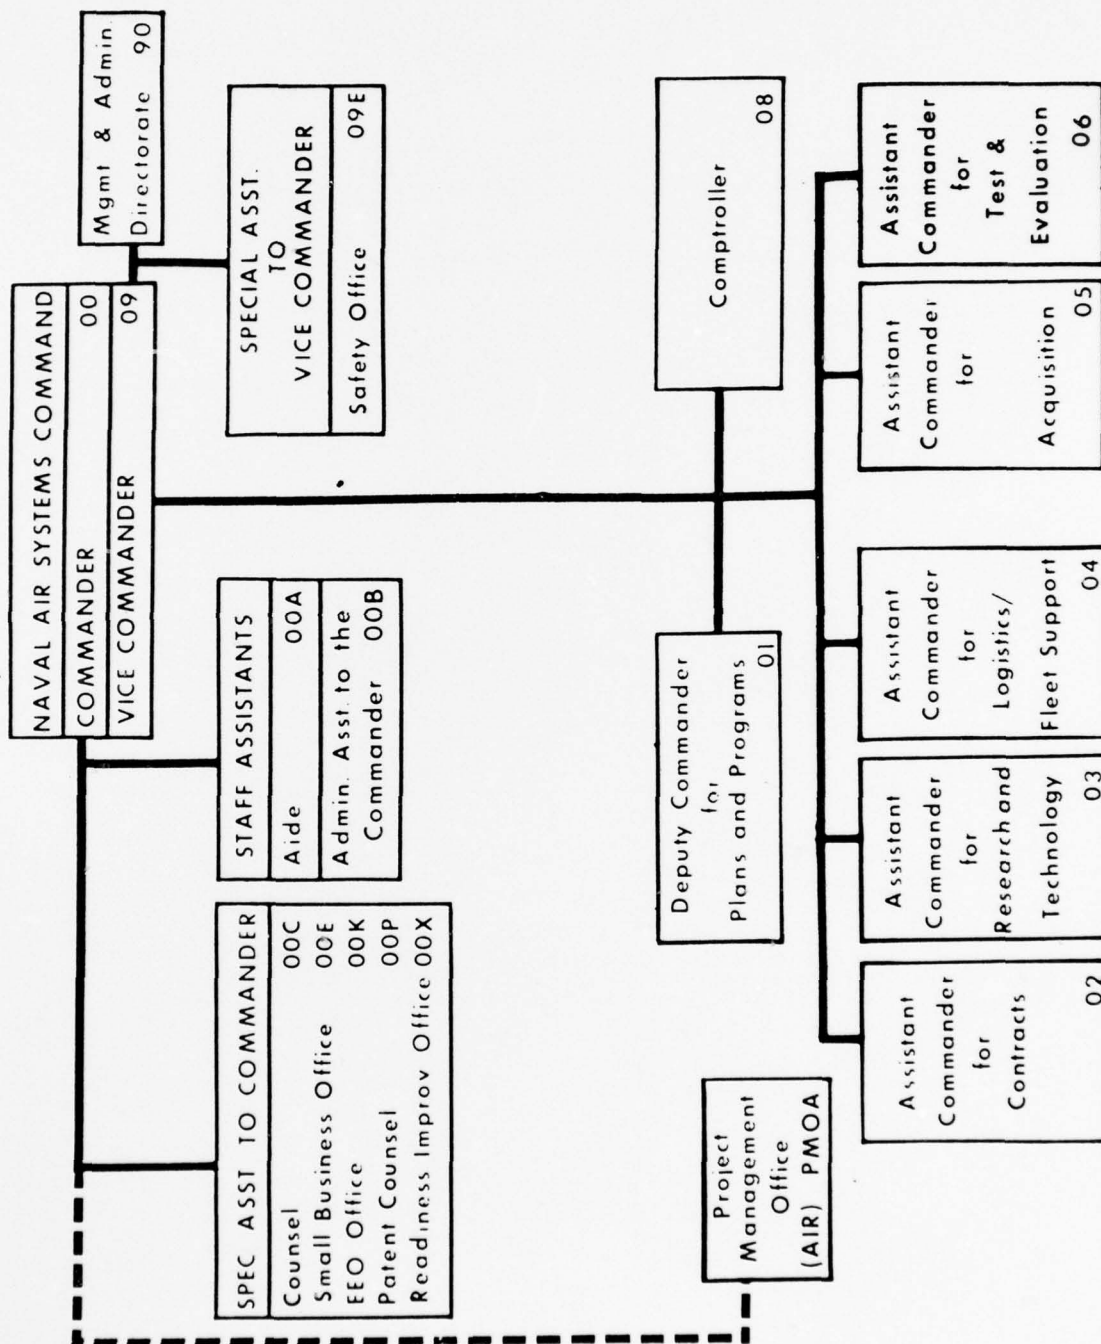 NAVAL AIR SYSTEMS COMMAND
COMMANDER 00
VICE COMMANDER 09
Mgmt & Admin.
Directorate 90
SPEC ASST TO COMMANDER
Counsel 00C
Small Business Office 00E
EEO Office 00K
Patent Counsel 00P
Readiness Improv Office 00X
STAFF ASSISTANTS
Aide 00A
Admin. Asst. to the
Commander 00B
SPECIAL ASST.
TO
VICE COMMANDER
Safety Office 09E
Deputy Commander
for
Plans and Programs
01
Comptroller
08
Project
Management
Office
(AIR) PMOA
Assistant
Commander
for
Contracts
02
Assistant
Commander
for
Research and
Technology
03
Assistant
Commander
for
Logistics/
Fleet Support
04
Assistant
Commander
for
Acquisition
05
Assistant
Commander
for
Test &
Evaluation
06